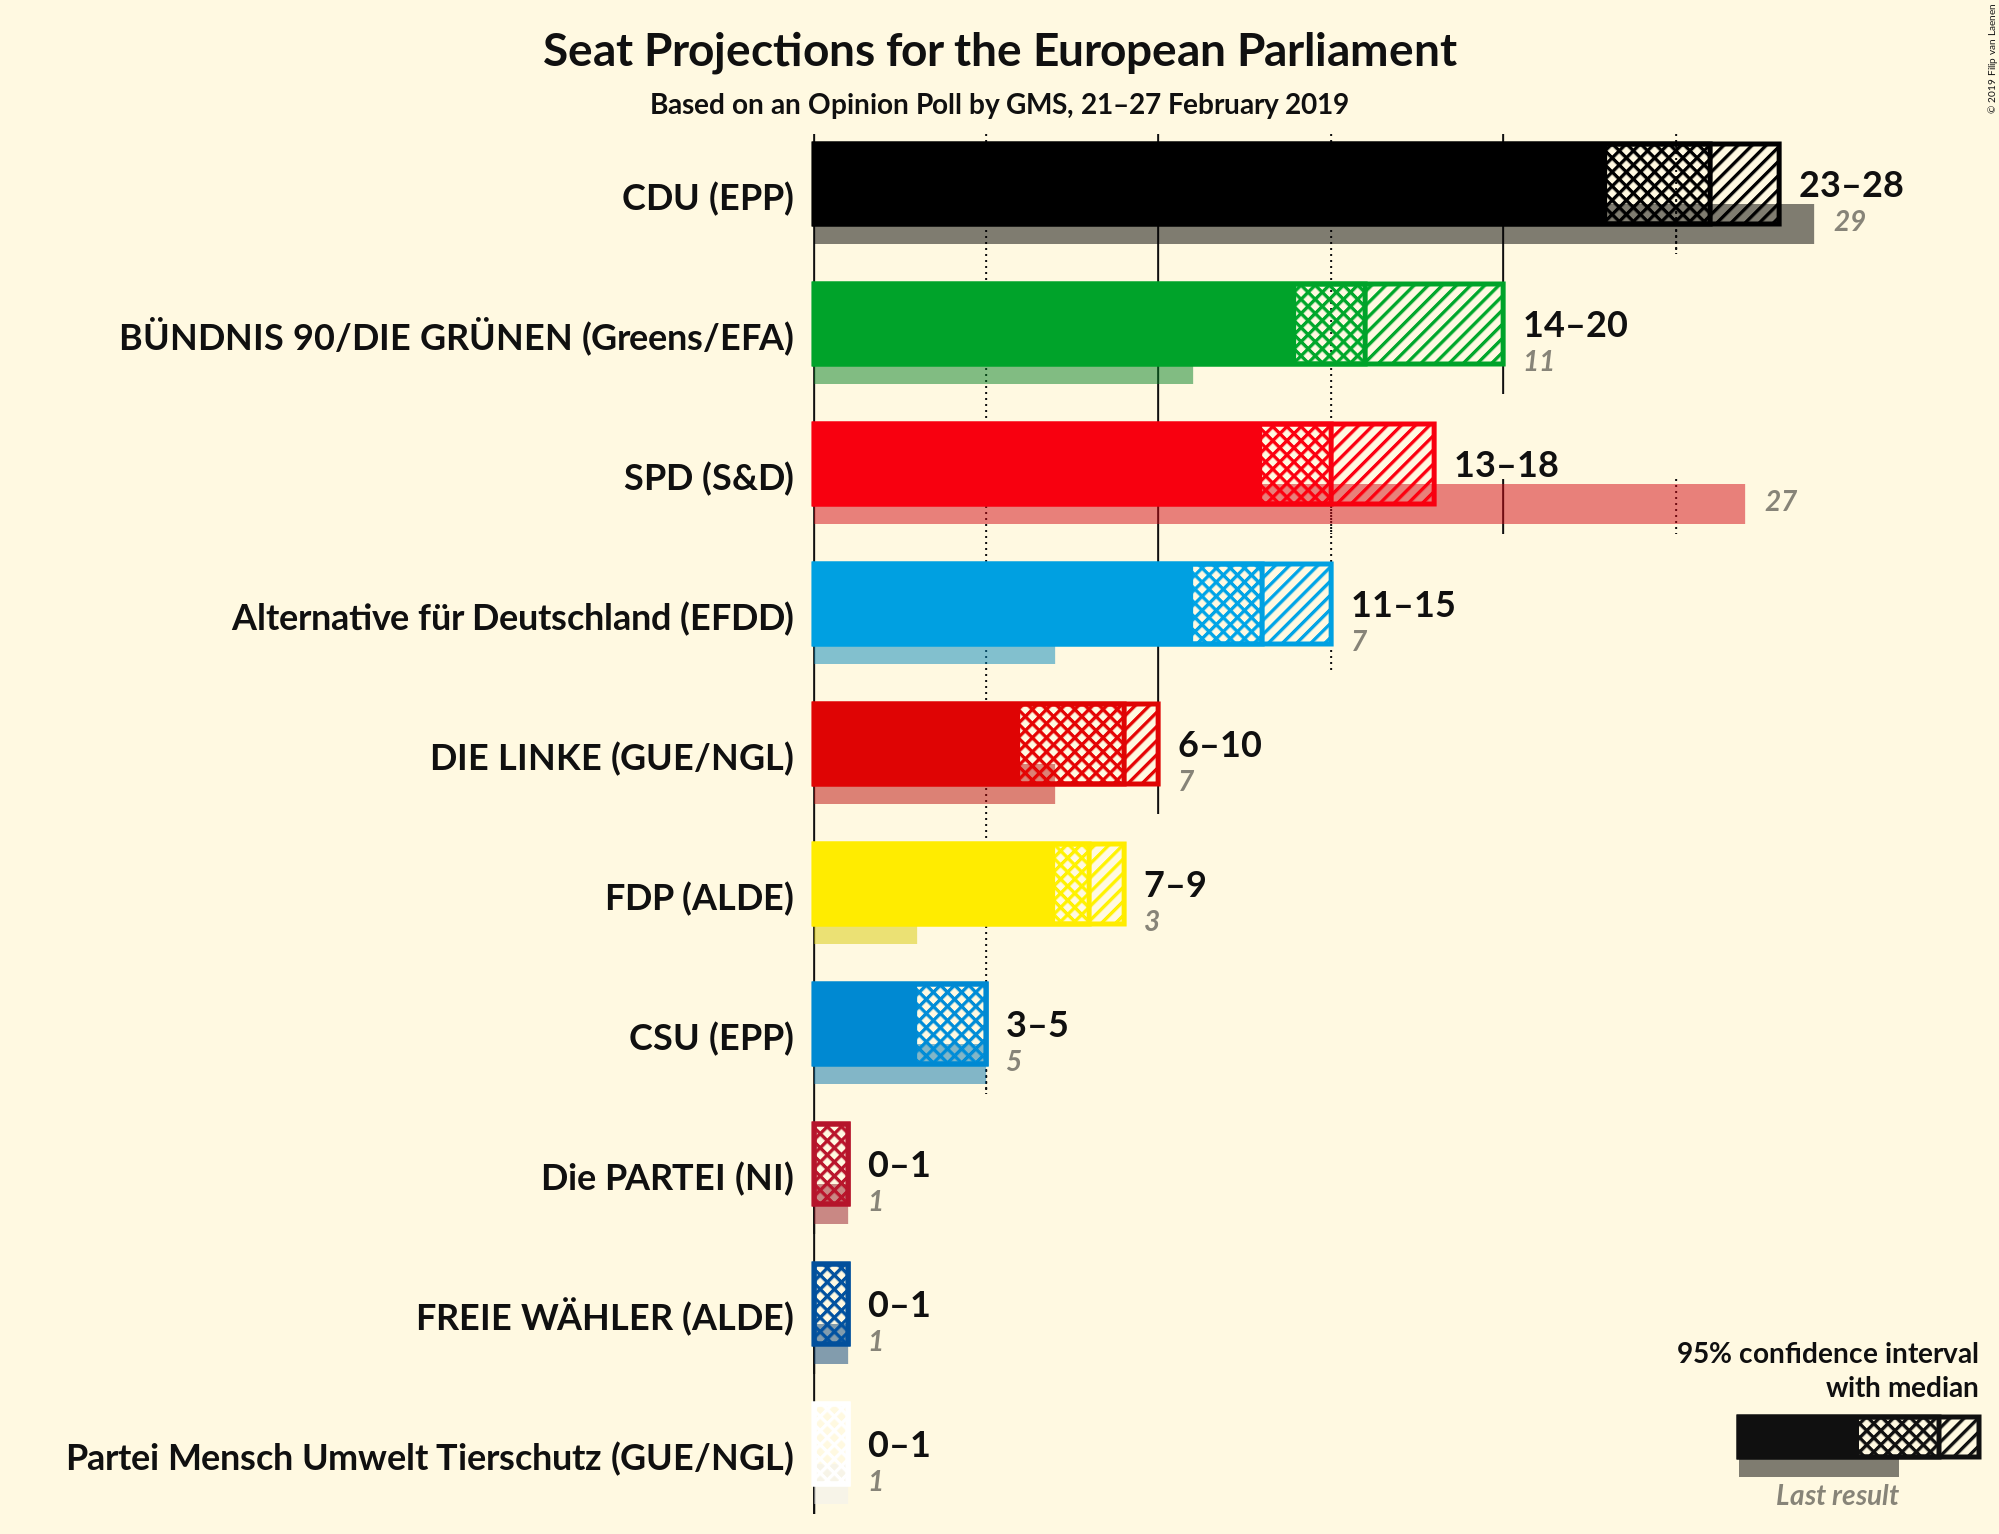 Seat Projections for the European Parliament
Based on an Opinion Poll by GMS, 21–27 February 2019
© 2019 Filip van Laenen
CDU (EPP)
23–28
29
BÜNDNIS 90/DIE GRÜNEN (Greens/EFA)
14–20
11
SPD (S&D)
13–18
27
Alternative für Deutschland (EFDD)
11–15
7
DIE LINKE (GUE/NGL)
6–10
7
FDP (ALDE)
7–9
3
CSU (EPP)
3–5
5
Die PARTEI (NI)
0–1
1
FREIE WÄHLER (ALDE)
0–1
1
Partei Mensch Umwelt Tierschutz (GUE/NGL)
0–1
1
95% confidence interval
with median
Last result